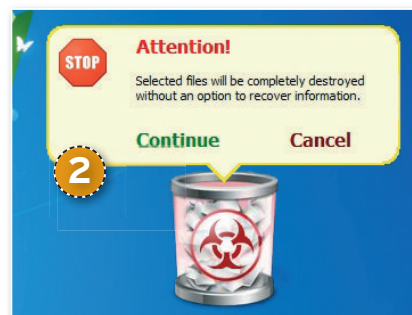 STOP
Attention!
Selected files will be completely destroyed
without an option to recover information.
Continue Cancel
2